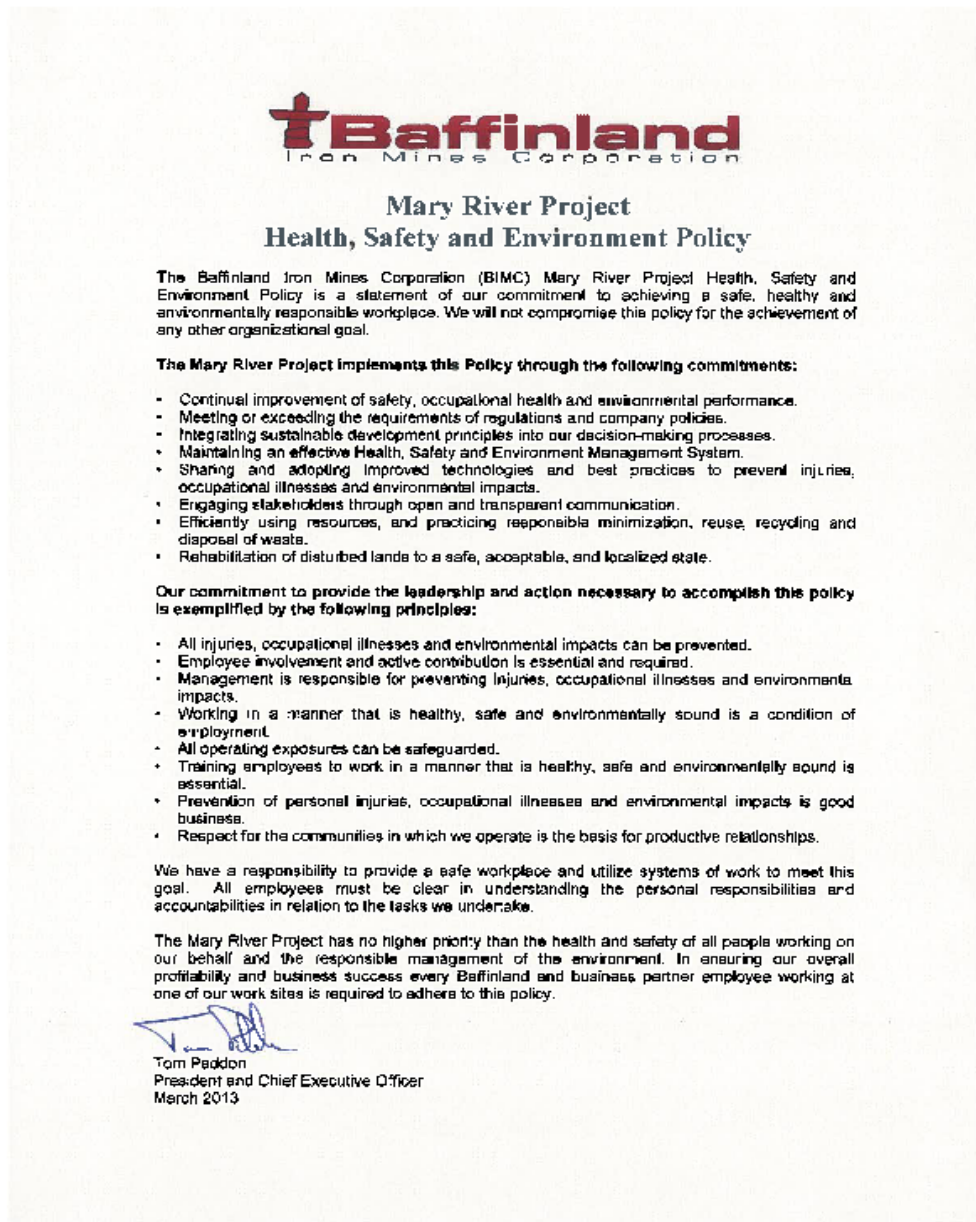 Baffinland
Iron Mines Corporation
Mary River Project
Health, Safety and Environment Policy
The Baffinland Iron Mines Corporation (BIMC) Mary River Project Health, Safety and
Environment Policy is a statement of our commitment to achieving a safe, healthy and
environmentally responsible workplace. We will not compromise this policy for the achievement of
any other organizational goal.
The Mary River Project implements this Policy through the following commitments:
• Continual improvement of safety, occupational health and environmental performance.
• Meeting or exceeding the requirements of regulations and company policies.
• Integrating sustainable development principles into our decision-making processes.
• Maintaining an effective Health, Safety and Environment Management System.
• Sharing and adopting improved technologies and best practices to prevent injuries,
occupational illnesses and environmental impacts.
• Engaging stakeholders through open and transparent communication.
• Efficiently using resources, and practicing responsible minimization, reuse, recycling and
disposal of waste.
• Rehabilitation of disturbed lands to a safe, acceptable, and localized state.
Our commitment to provide the leadership and action necessary to accomplish this policy
is exemplified by the following principles:
• All injuries, occupational illnesses and environmental impacts can be prevented.
• Employee involvement and active contribution is essential and required.
• Management is responsible for preventing injuries, occupational illnesses and environmental
impacts.
• Working in a manner that is healthy, safe and environmentally sound is a condition of
employment.
• All operating exposures can be safeguarded.
• Training employees to work in a manner that is healthy, safe and environmentally sound is
essential.
• Prevention of personal injuries, occupational illnesses and environmental impacts is good
business.
• Respect for the communities in which we operate is the basis for productive relationships.
We have a responsibility to provide a safe workplace and utilize systems of work to meet this
goal. All employees must be clear in understanding the personal responsibilities and
accountabilities in relation to the tasks we undertake.
The Mary River Project has no higher priority than the health and safety of all people working on
our behalf and the responsible management of the environment. In ensuring our overall
profitability and business success every Baffinland and business partner employee working at
one of our work sites is required to adhere to this policy.
Tom Paddon
President and Chief Executive Officer
March 2013